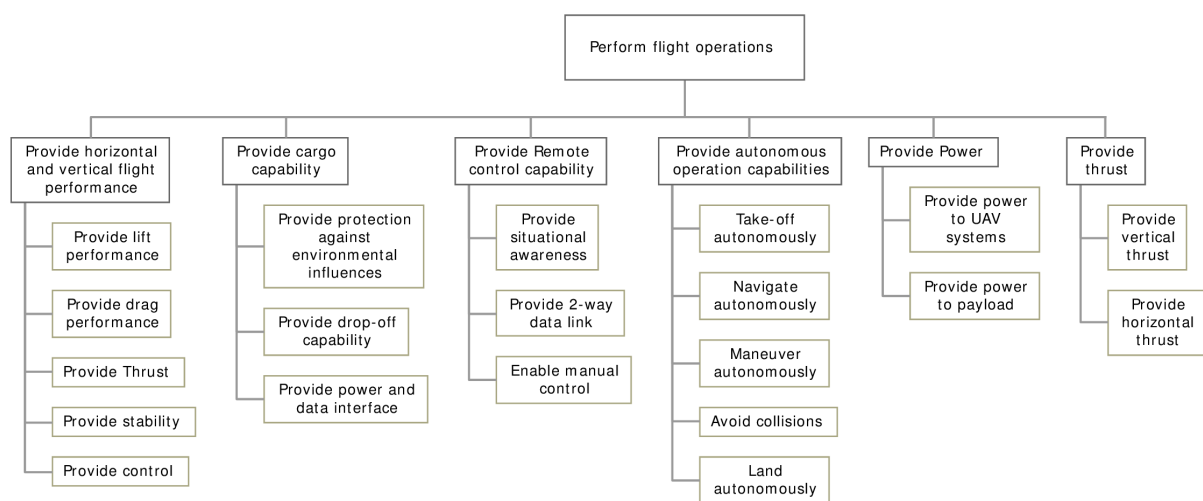 Perform flight operations
Provide horizontal
and vertical flight
performance
Provide lift
performance
Provide drag
performance
Provide Thrust
Provide stability
Provide control
Provide cargo
capability
Provide protection
against
environmental
influences
Provide drop-off
capability
Provide power and
data interface
Provide Remote
control capability
Provide
situational
awareness
Provide 2-way
data link
Enable manual
control
Provide autonomous
operation capabilities
Take-off
autonomously
Navigate
autonomously
Maneuver
autonomously
Avoid collisions
Land
autonomously
Provide Power
Provide power
to UAV
systems
Provide power
to payload
Provide
thrust
Provide
vertical
thrust
Provide
horizontal
thrust